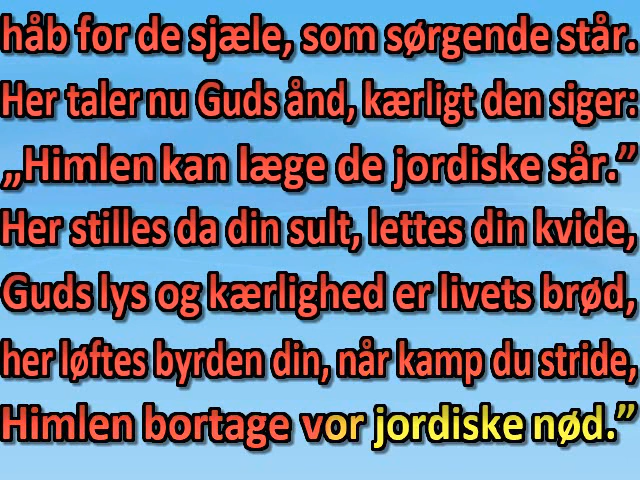 håb for de sjæle, som sørgende står.
Her taler nu Guds ånd, kærligt den siger:
„Himlen kan læge de jordiske sår.”
Her stilles da din sult, lettes din kvide,
Guds lys og kærlighed er livets brød,
her løftes byrden din, når kamp du stride,
Himlen bortage vor jordiske nød.”